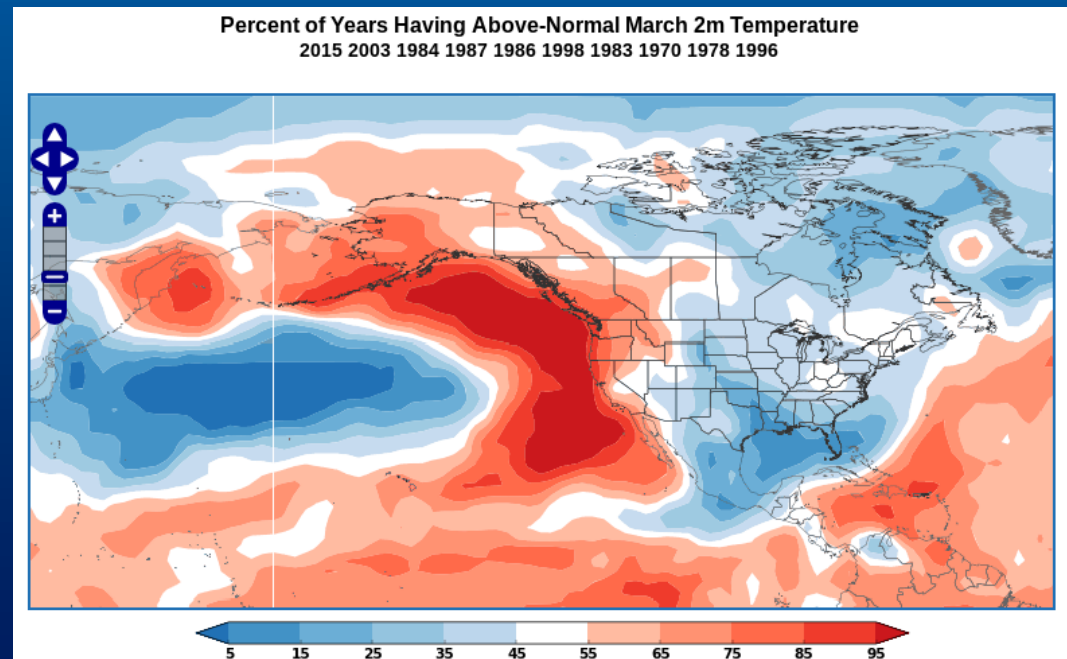 Percent of Years Having Above-Normal March 2m Temperature
2015 2003 1984 1987 1986 1998 1983 1970 1978 1996
5 15 25 35 45 55 65 75 85 95